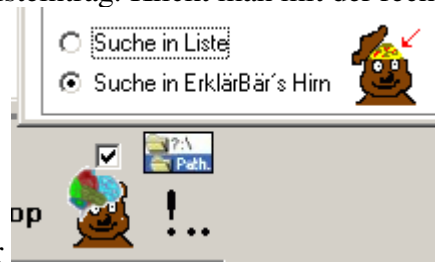 Suche in Liste
Suche in ErklärBär´s Hirn
?:\
Path.
op
!...
r